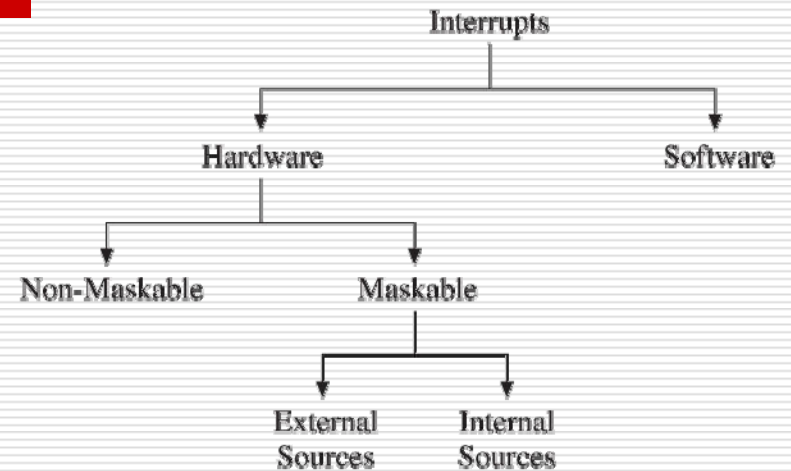 Interrupts
Hardware
Software
Non-Maskable
Maskable
External
Sources
Internal
Sources